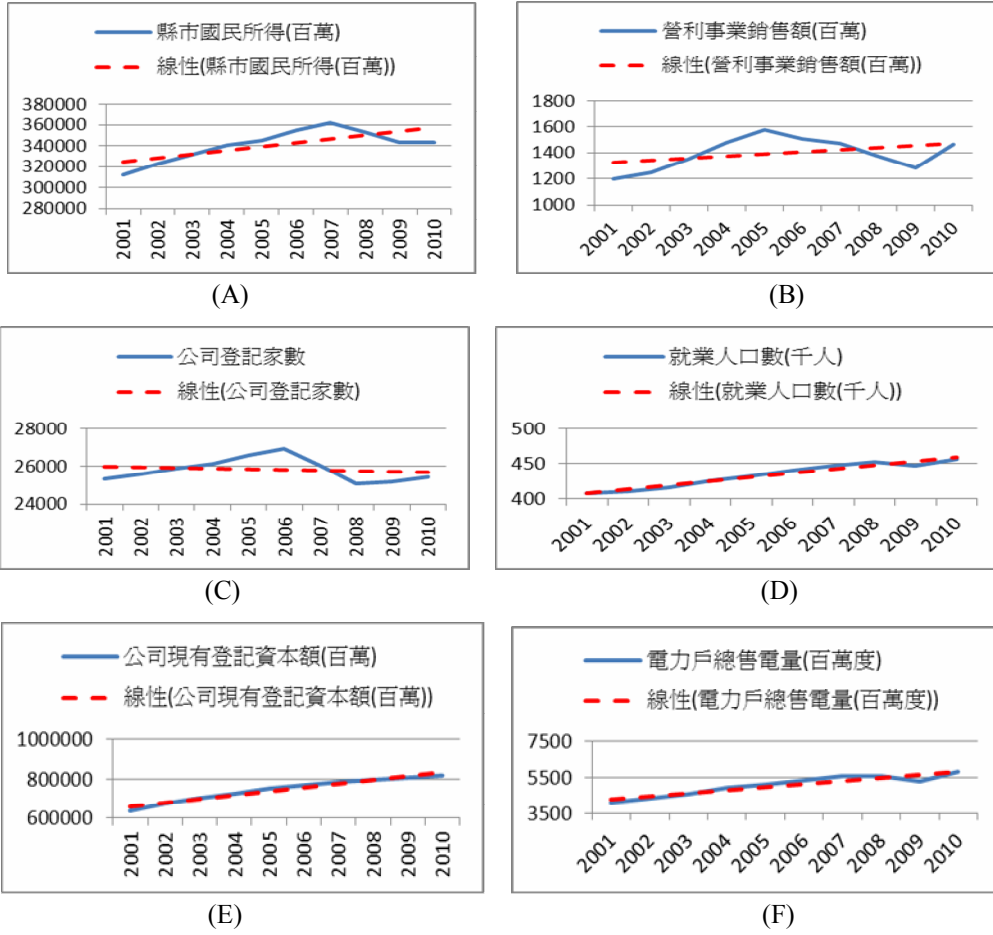 縣市國民所得(百萬)
線性(縣市國民所得(百萬))
380000
360000
340000
320000
300000
280000
2001 2002 2003 2004 2005 2006 2007 2008 2009 2010
(A)
營利事業銷售額(百萬)
線性(營利事業銷售額(百萬))
1800
1600
1400
1200
1000
2001 2002 2003 2004 2005 2006 2007 2008 2009 2010
(B)
公司登記家數
線性(公司登記家數)
28000
26000
24000
2001 2002 2003 2004 2005 2006 2007 2008 2009 2010
(C)
就業人口數(千人)
線性(就業人口數(千人))
500
450
400
2001 2002 2003 2004 2005 2006 2007 2008 2009 2010
(D)
公司現有登記資本額(百萬)
線性(公司現有登記資本額(百萬))
1000000
800000
600000
2001 2002 2003 2004 2005 2006 2007 2008 2009 2010
(E)
電力戶總售電量(百萬度)
線性(電力戶總售電量(百萬度))
7500
5500
3500
2001 2002 2003 2004 2005 2006 2007 2008 2009 2010
(F)